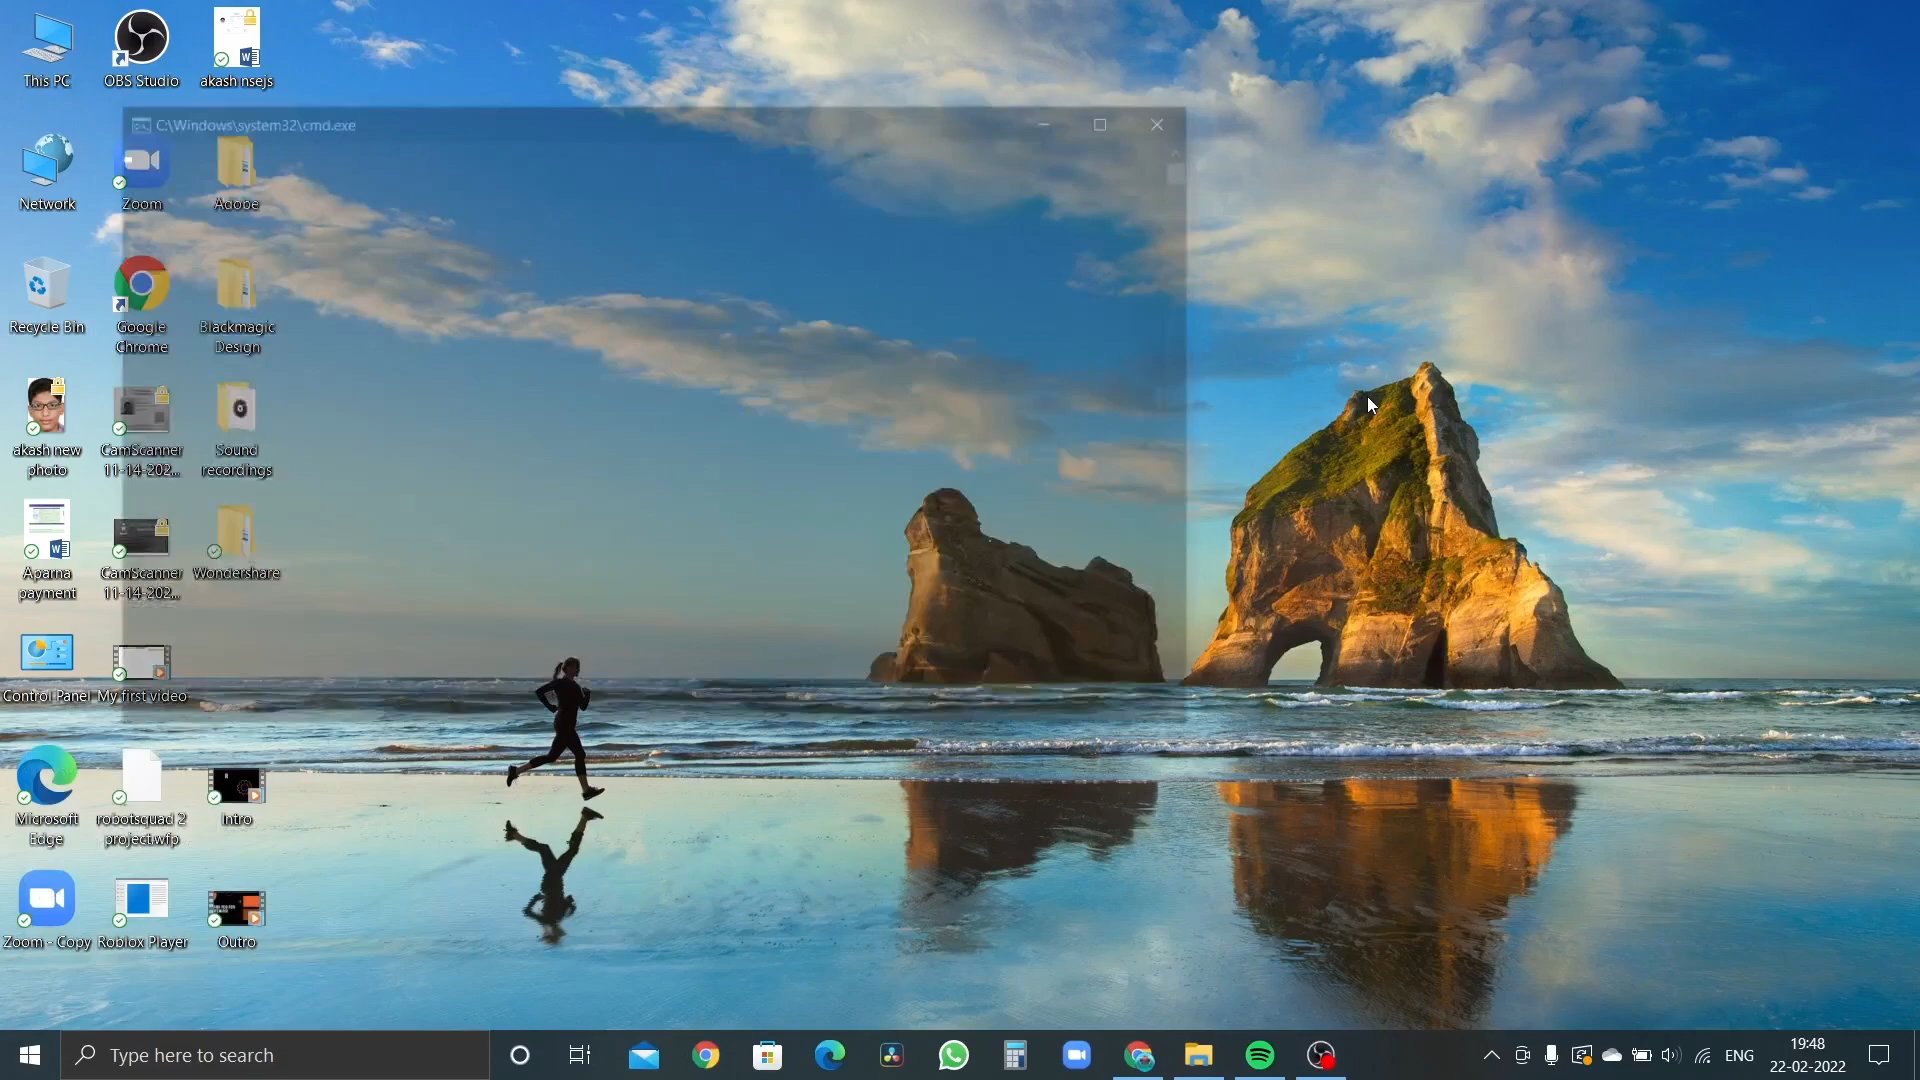 This PC
OBS Studio
akash nsejs
C:\Windows\system32\cmd.exe
Network
Zoom
Adobe
Recycle Bin
Google
Chrome
Blackmagic
Design
akash new
photo
CamScanner
11-14-202...
Sound
recordings
Aparna
payment
CamScanner
11-14-202...
Wondershare
Control Panel
My first video
Microsoft
Edge
robotsquad 2
project.wfp
Intro
Zoom - Copy
Roblox Player
Outro
Type here to search
ENG
19:48
22-02-2022